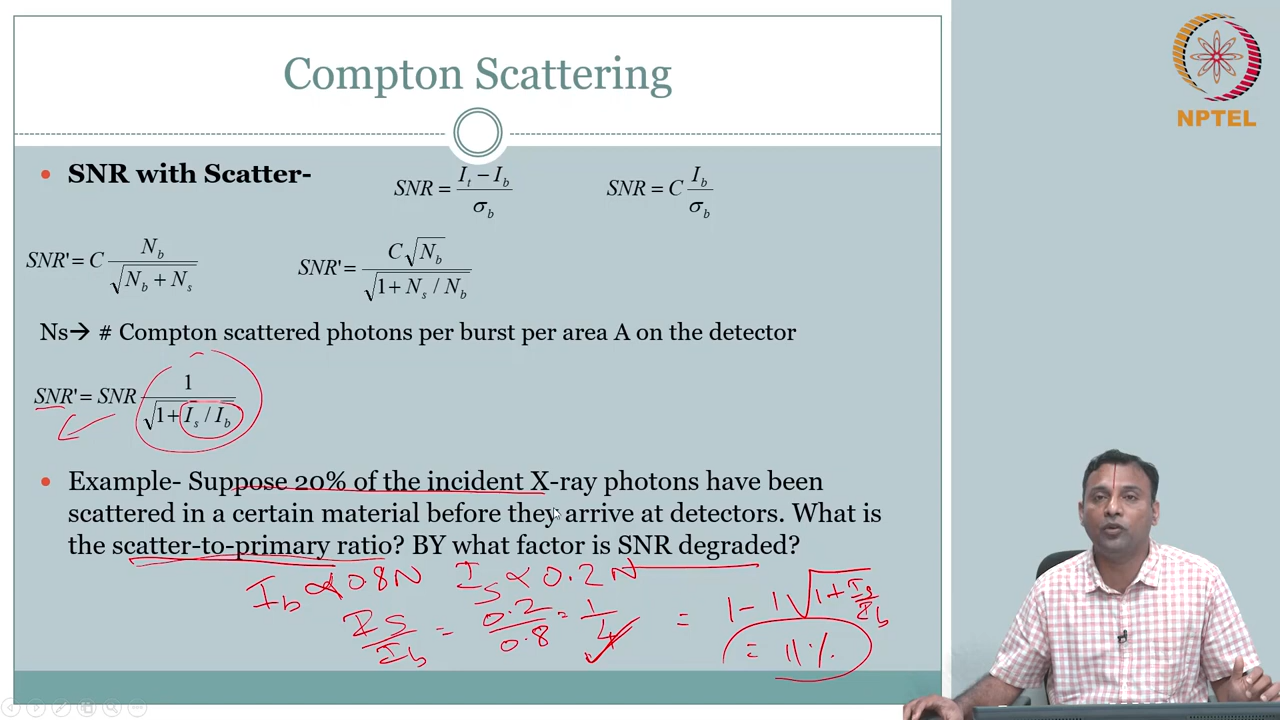 Compton Scattering
NPTEL
• SNR with Scatter-
SNR = (I_t − I_b) / σ_b
SNR = C I_b / σ_b
SNR' = C N_b / √(N_b + N_s)
SNR' = C√N_b / √(1 + N_s / N_b)
Ns→ # Compton scattered photons per burst per area A on the detector
SNR' = SNR 1 / √(1 + I_s / I_b)
• Example- Suppose 20% of the incident X-ray photons have been
scattered in a certain material before they arrive at detectors. What is
the scatter-to-primary ratio? BY what factor is SNR degraded?
I_b ∝ 0.8N I_s ∝ 0.2N
I_s / I_b = 0.2 / 0.8 = 1/4
= 1 − 1 √(1 + I_s / I_b)
= 11%